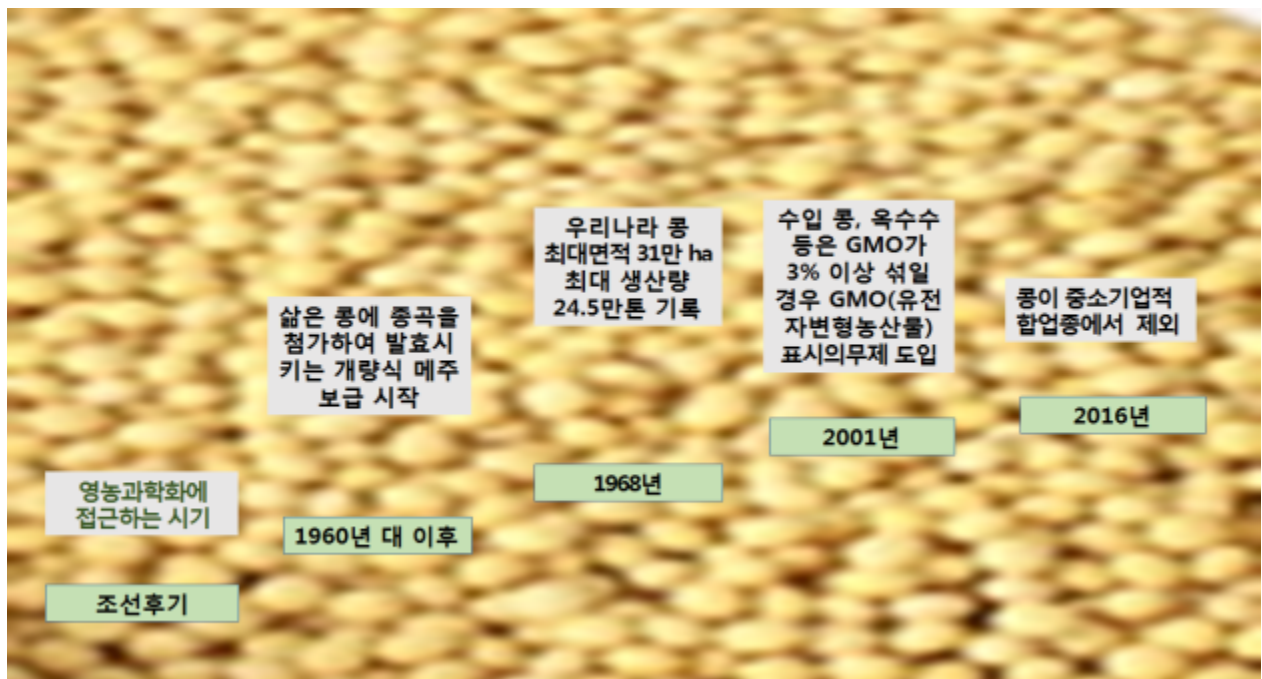 영농과학화에
접근하는 시기
조선후기
삶은 콩에 종곡을
첨가하여 발효시
키는 개량식 메주
보급 시작
1960년 대 이후
우리나라 콩
최대면적 31만 ha
최대 생산량
24.5만톤 기록
1968년
수입 콩, 옥수수
등은 GMO가
3% 이상 섞일
경우 GMO(유전
자변형농산물)
표시의무제 도입
2001년
콩이 중소기업적
합업종에서 제외
2016년